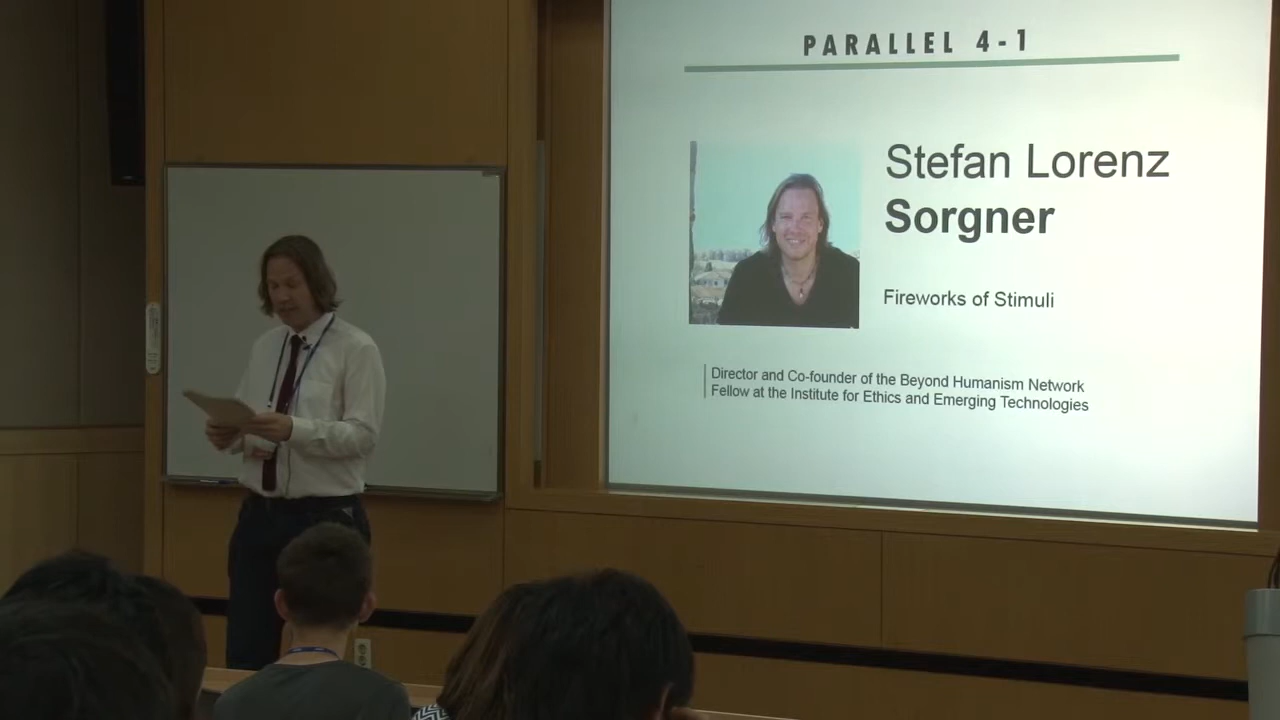 PARALLEL 4-1
Stefan Lorenz
Sorgner
Fireworks of Stimuli
Director and Co-founder of the Beyond Humanism Network
Fellow at the Institute for Ethics and Emerging Technologies